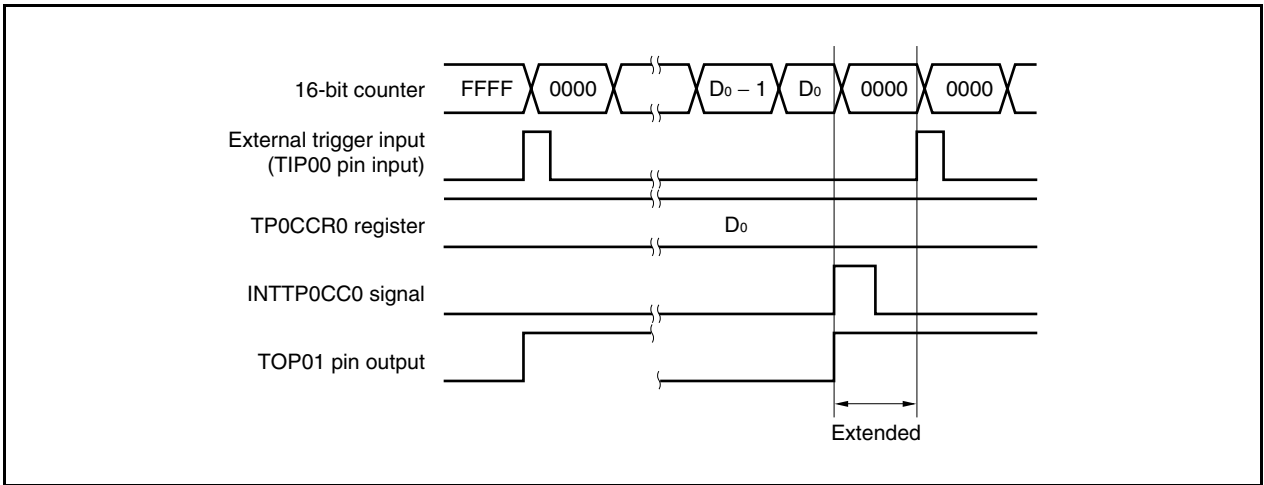 16-bit counter FFFF 0000 D₀ – 1 D₀ 0000 0000
External trigger input
(TIP00 pin input)
TP0CCR0 register D₀
INTTP0CC0 signal
TOP01 pin output
Extended